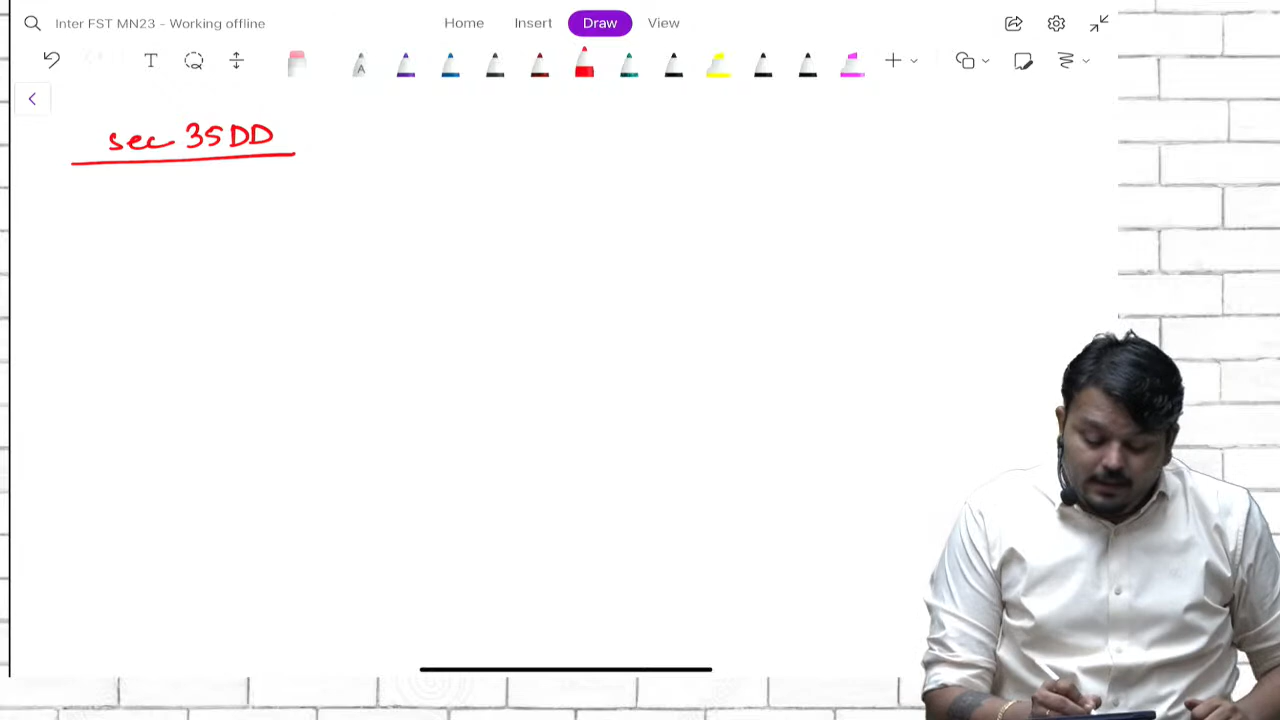 Inter FST MN23 - Working offline
Home Insert Draw View
T
A
sec 35DD